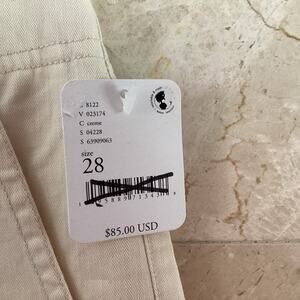 8122
V 023174
C creme
S 04228
S 63909063
size
28
$85.00 USD